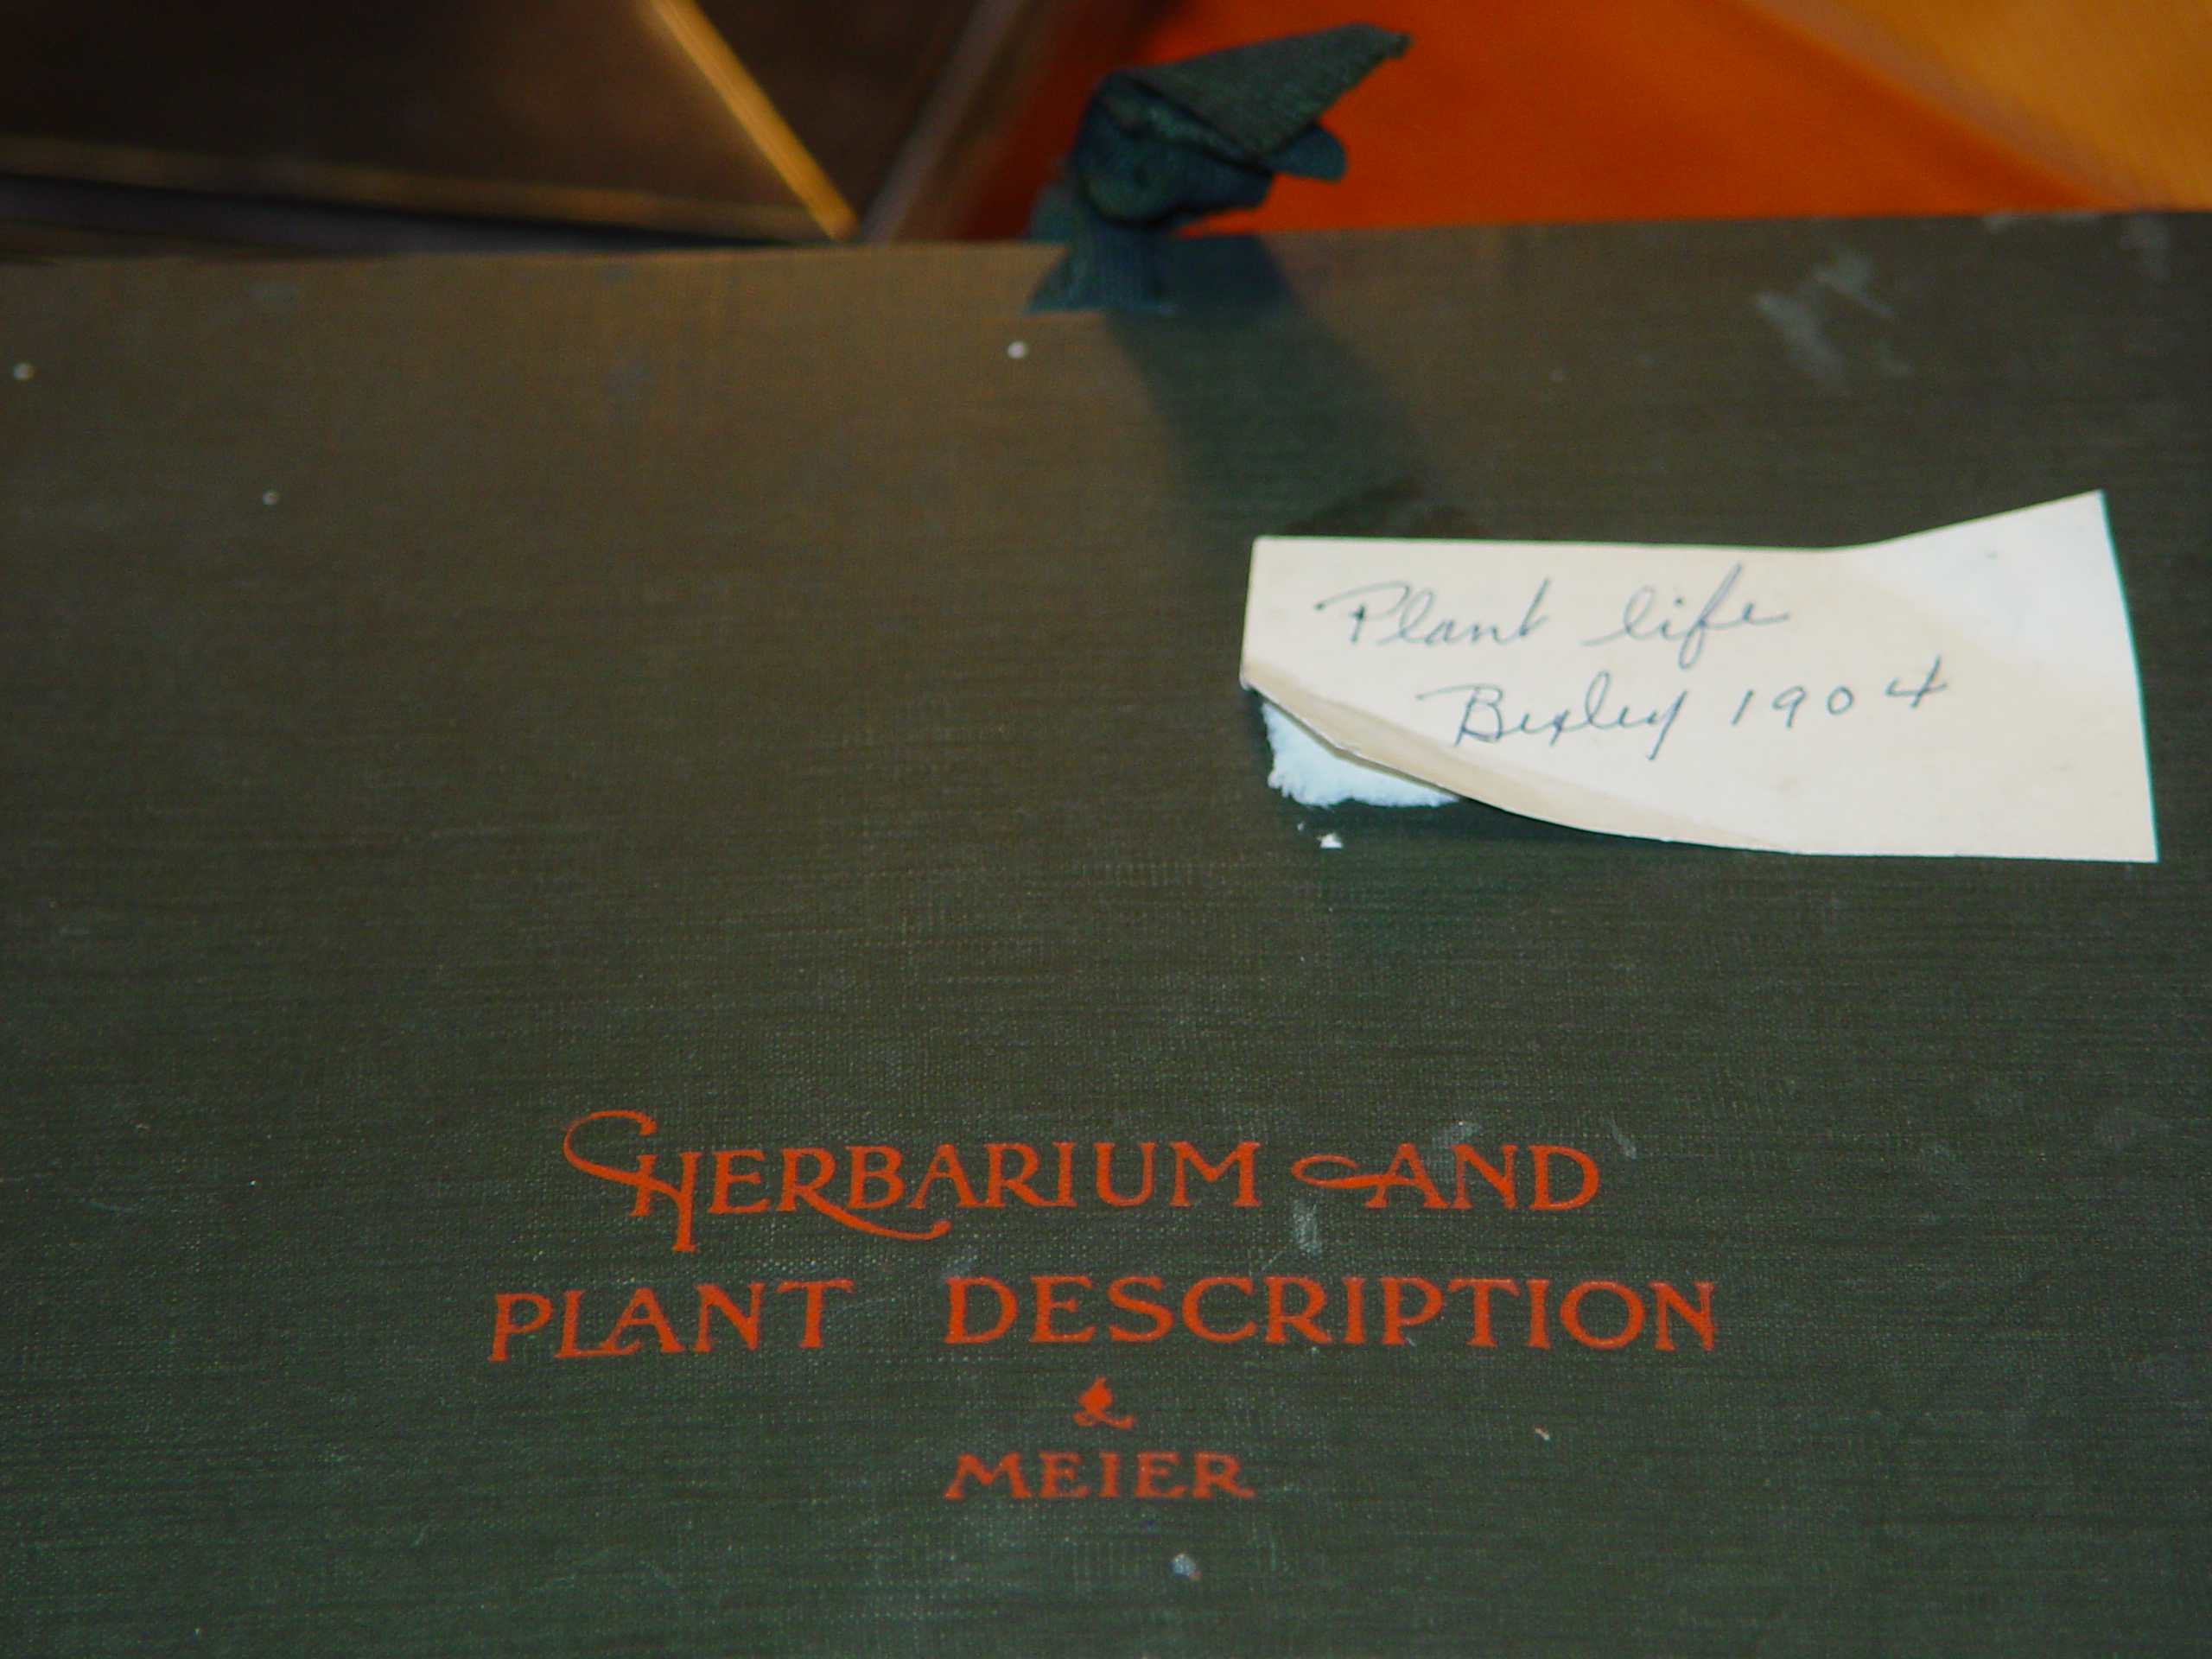 Plant life
Bexley 1904
HERBARIUM AND
PLANT DESCRIPTION
MEIER